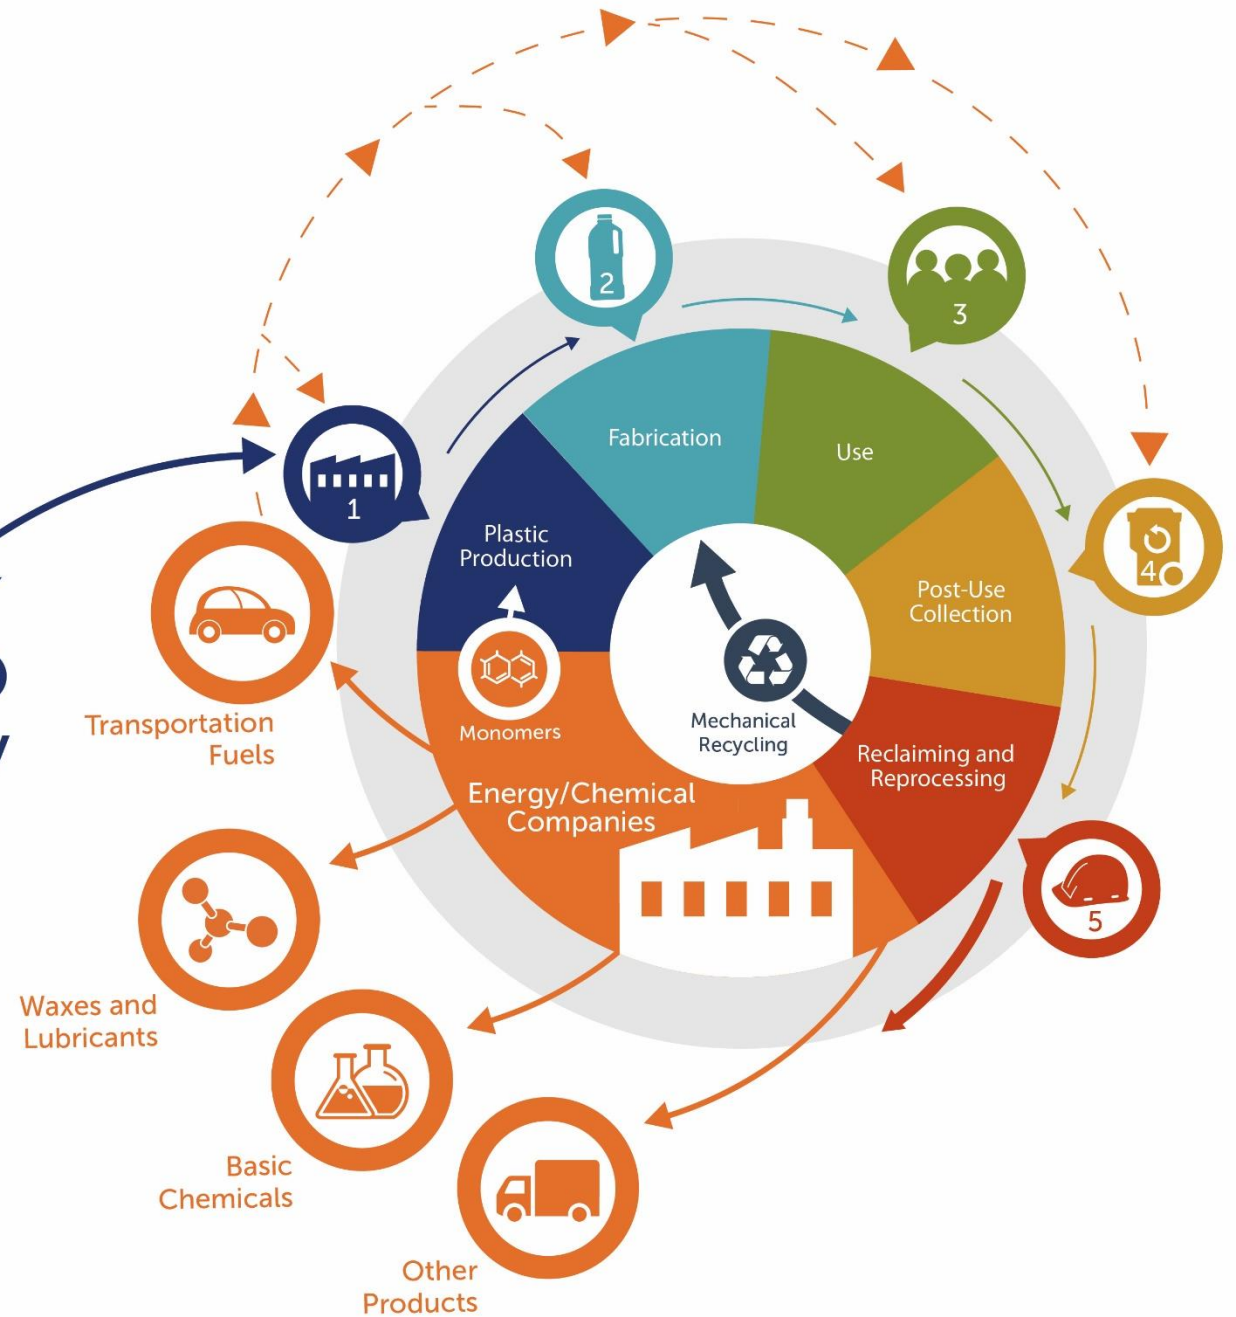 2
3
1
4
5
Fabrication
Use
Plastic
Production
Post-Use
Collection
Monomers
Mechanical
Recycling
Reclaiming and
Reprocessing
Energy/Chemical
Companies
Transportation
Fuels
Waxes and
Lubricants
Basic
Chemicals
Other
Products